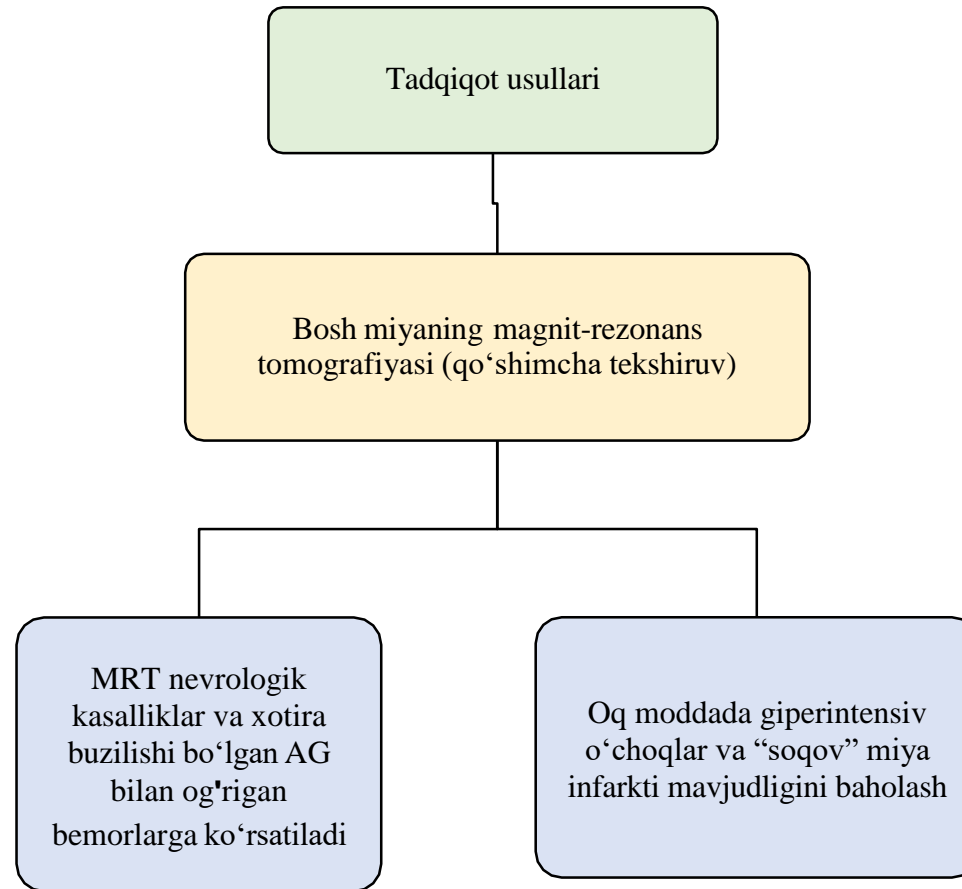 Tadqiqot usullari
Bosh miyaning magnit-rezonans
tomografiyasi (qo‘shimcha tekshiruv)
MRT nevrologik
kasalliklar va xotira
buzilishi bo‘lgan AG
bilan og'rigan
bemorlarga ko‘rsatiladi
Oq moddada giperintensiv
o‘choqlar va “soqov” miya
infarkti mavjudligini baholash